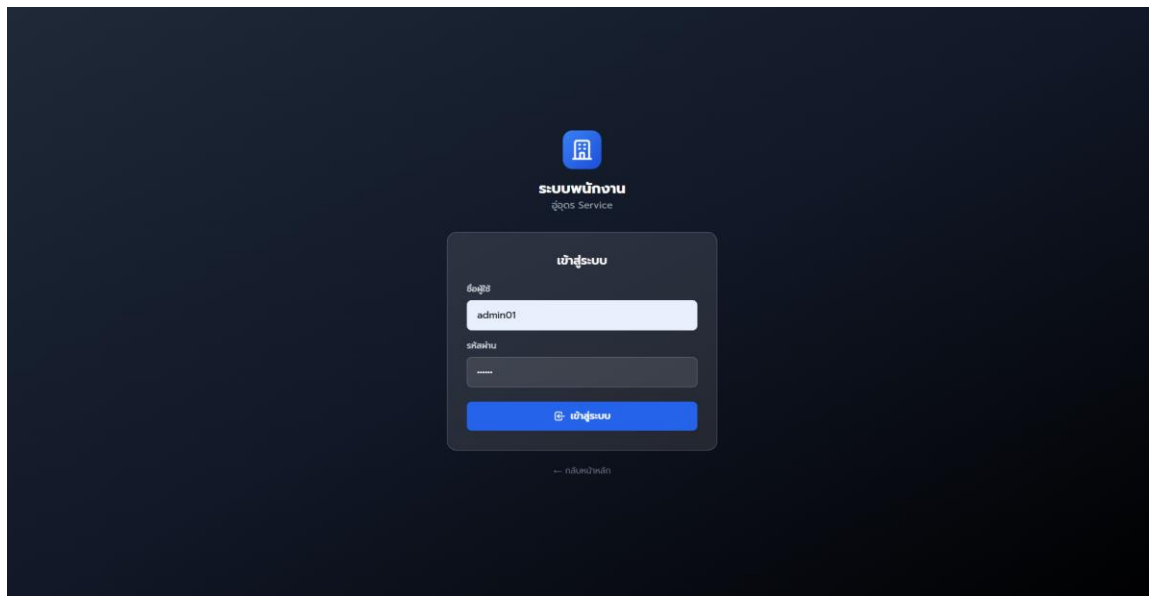 ระบบพนักงาน
อู่อุดร Service
เข้าสู่ระบบ
ชื่อผู้ใช้
admin01
รหัสผ่าน
เข้าสู่ระบบ
← กลับหน้าหลัก